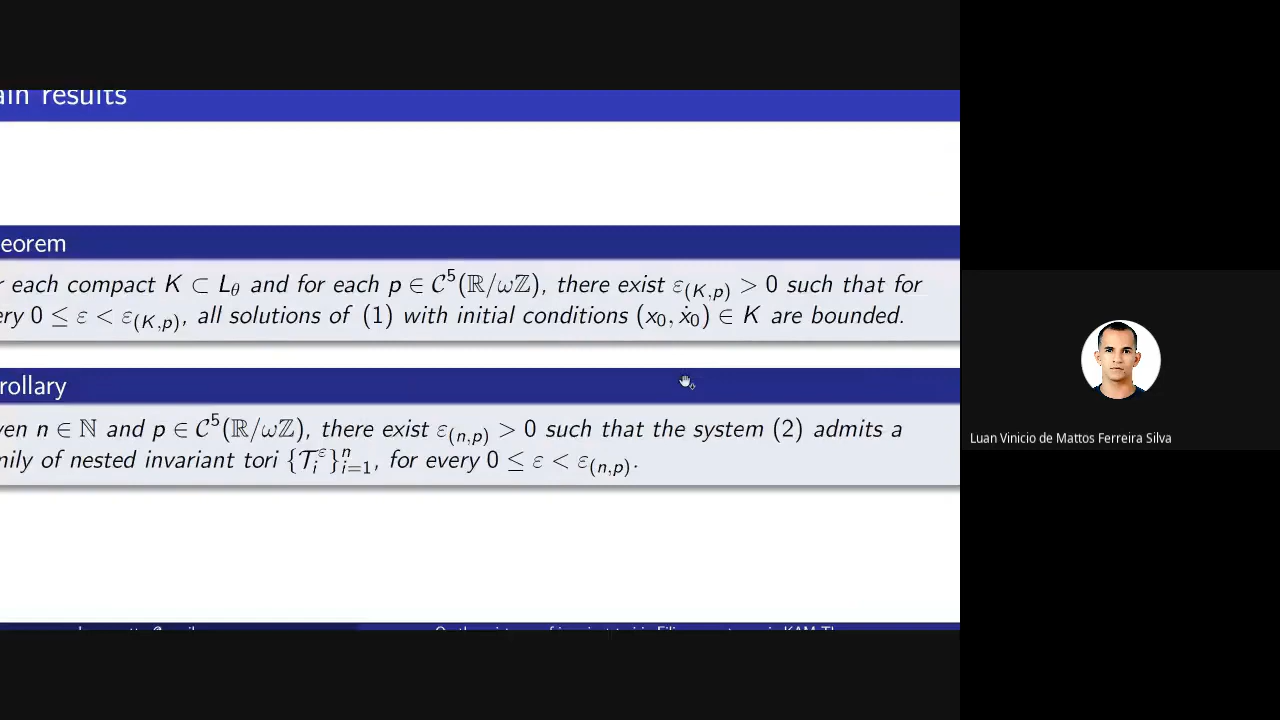 ain results
eorem
r each compact K ⊂ L_θ and for each p ∈ C^5(ℝ/ωℤ), there exist ε_(K,p) > 0 such that for
ery 0 ≤ ε < ε_(K,p), all solutions of (1) with initial conditions (x_0, ẋ_0) ∈ K are bounded.
rollary
ven n ∈ ℕ and p ∈ C^5(ℝ/ωℤ), there exist ε_(n,p) > 0 such that the system (2) admits a
mily of nested invariant tori {T_i^ε}_{i=1}^n, for every 0 ≤ ε < ε_(n,p).
Luan Vinicio de Mattos Ferreira Silva